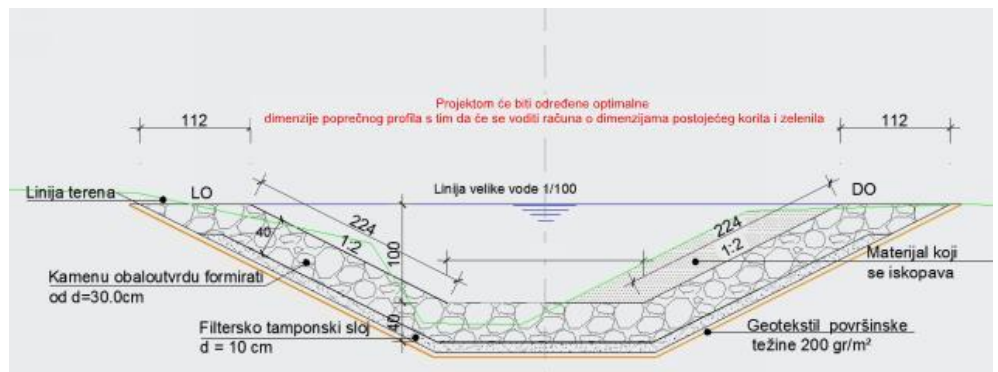 Projektom će biti određene optimalne
dimenzije poprečnog profila s tim da će se voditi računa o dimenzijama postojećeg korita i zelenila
112
112
Linija terena
LO
Linija velike vode 1/100
DO
224
1:2
40
100
40
224
1:2
Materijal koji
se iskopava
Kamenu obaloutvrdu formirati
od d=30.0cm
Filtersko tamponski sloj
d = 10 cm
Geotekstil površinske
težine 200 gr/m²